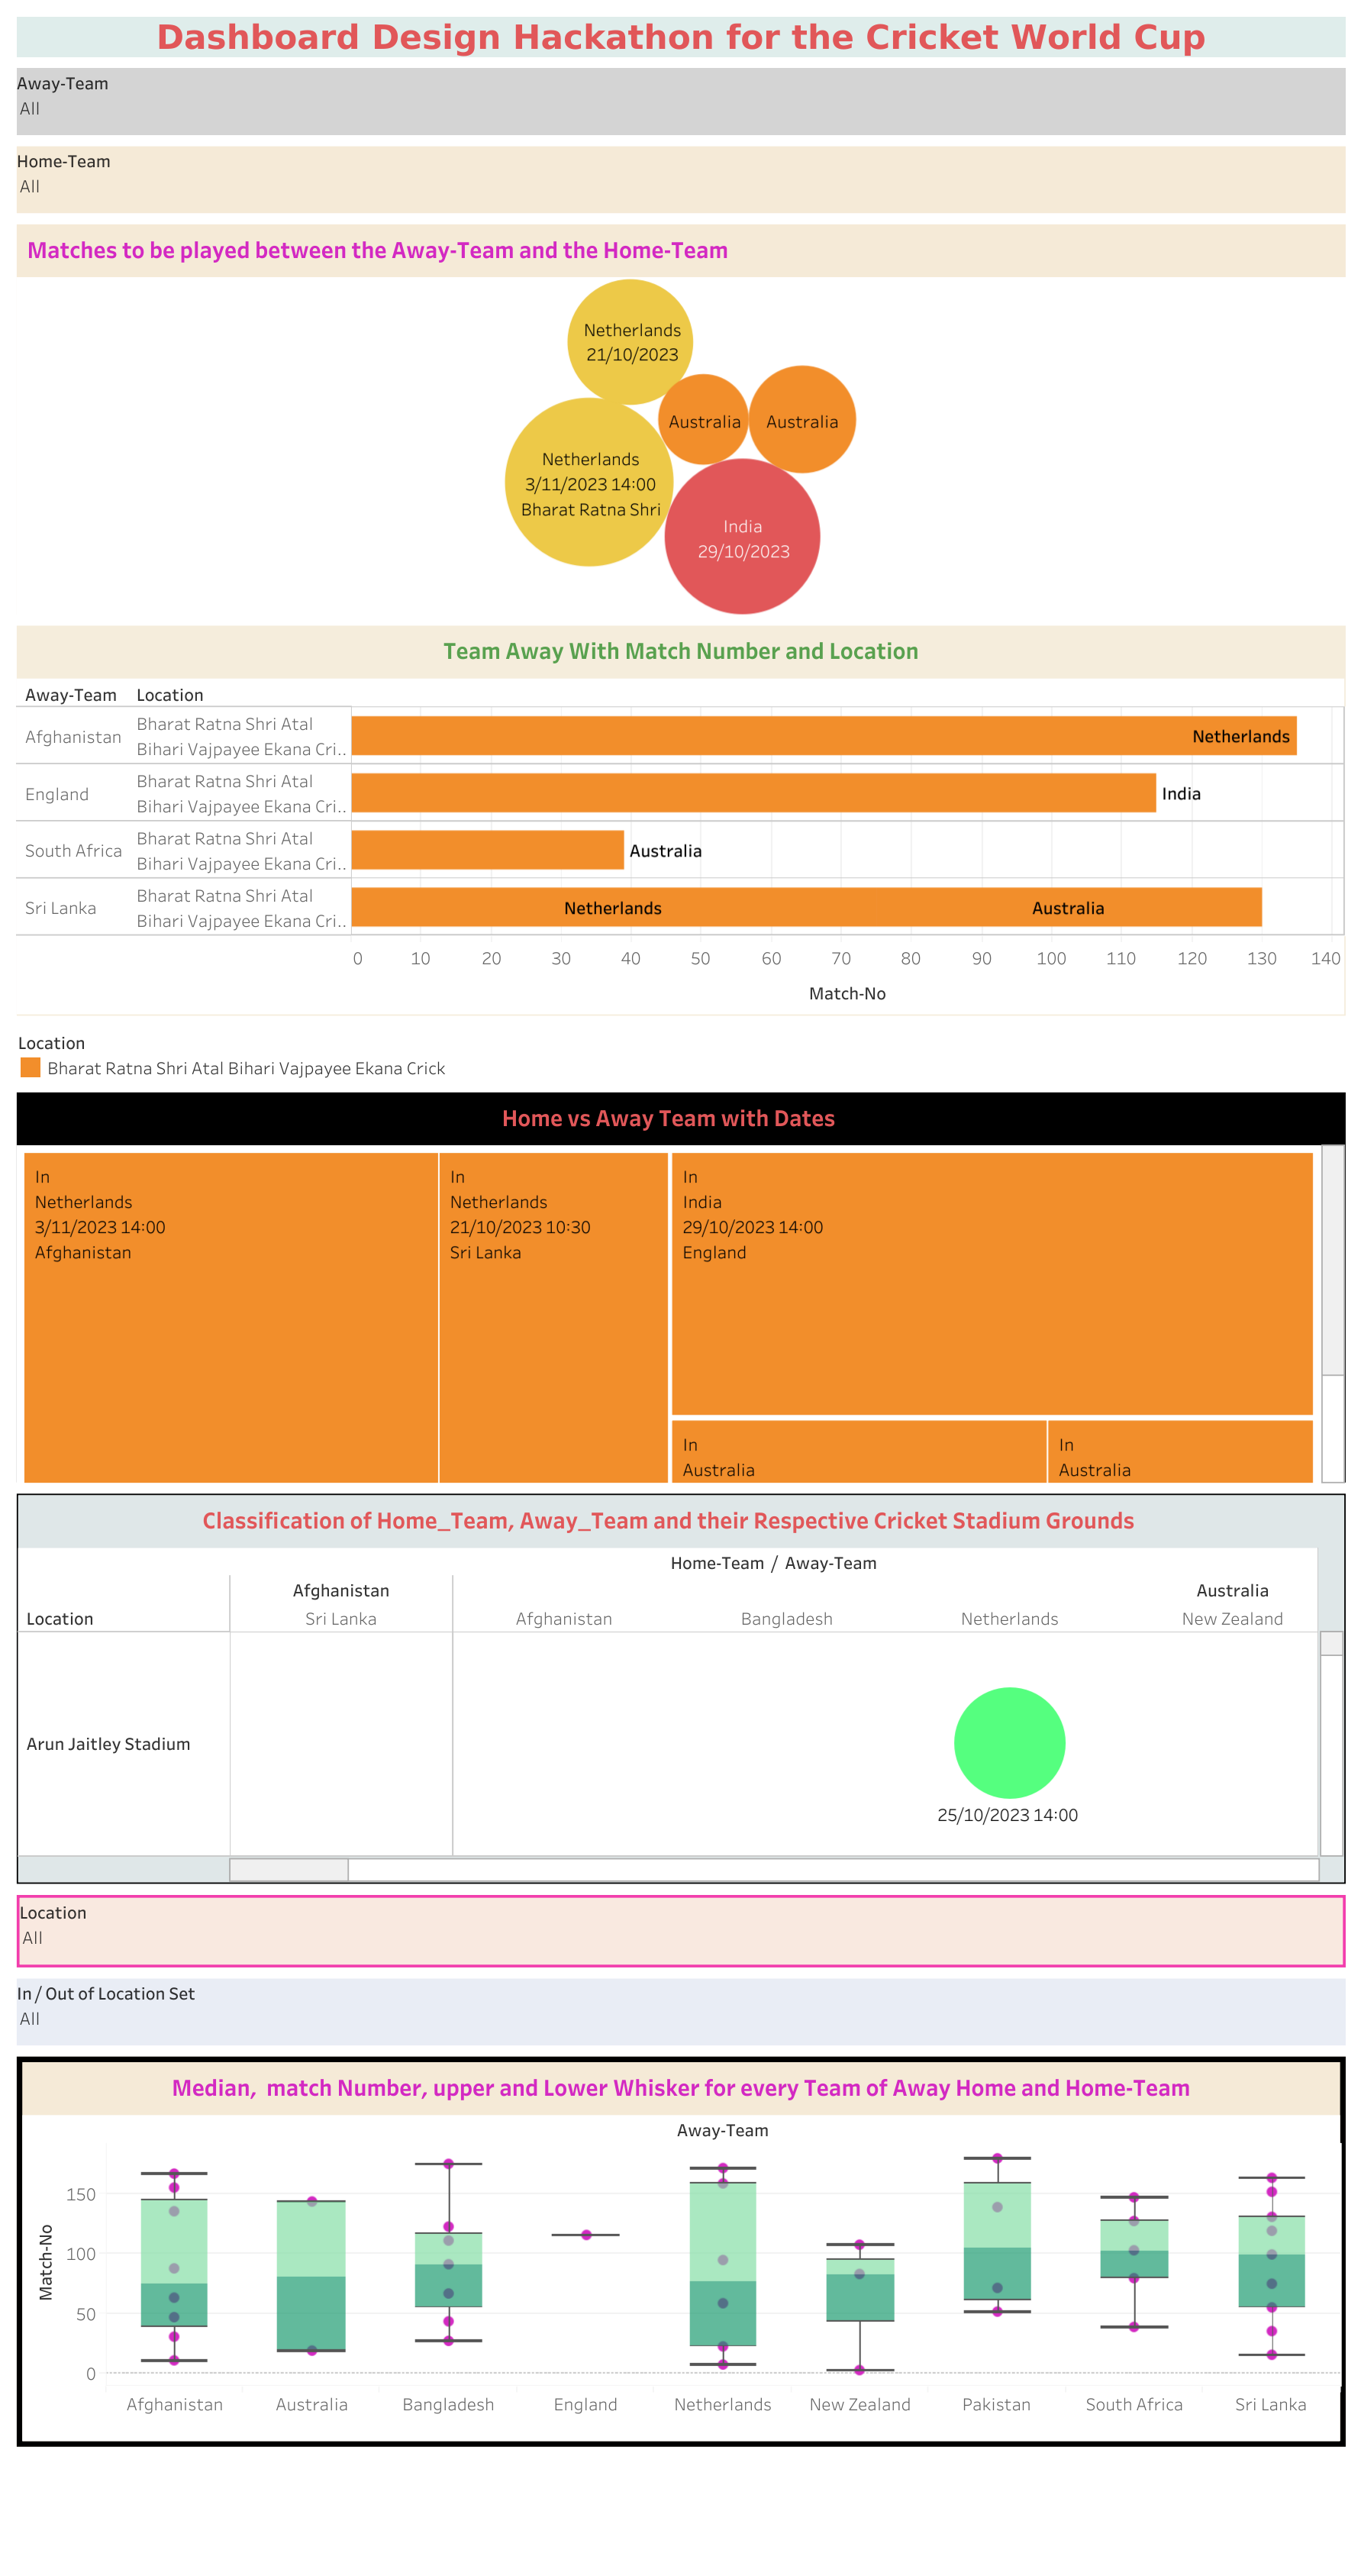 Dashboard Design Hackathon for the Cricket World Cup
Away-Team
All
Home-Team
All
Matches to be played between the Away-Team and the Home-Team
Netherlands
21/10/2023
Australia
Australia
Netherlands
3/11/2023 14:00
Bharat Ratna Shri
India
29/10/2023
Team Away With Match Number and Location
Away-Team Location
Afghanistan
Bharat Ratna Shri Atal
Bihari Vajpayee Ekana Cri..
Netherlands
England
Bharat Ratna Shri Atal
Bihari Vajpayee Ekana Cri..
India
South Africa
Bharat Ratna Shri Atal
Bihari Vajpayee Ekana Cri..
Australia
Sri Lanka
Bharat Ratna Shri Atal
Bihari Vajpayee Ekana Cri..
Netherlands
Australia
0 10 20 30 40 50 60 70 80 90 100 110 120 130 140
Match-No
Location
Bharat Ratna Shri Atal Bihari Vajpayee Ekana Crick
Home vs Away Team with Dates
In
Netherlands
3/11/2023 14:00
Afghanistan
In
Netherlands
21/10/2023 10:30
Sri Lanka
In
India
29/10/2023 14:00
England
In
Australia
In
Australia
Classification of Home_Team, Away_Team and their Respective Cricket Stadium Grounds
Home-Team / Away-Team
Afghanistan Australia
Location Sri Lanka Afghanistan Bangladesh Netherlands New Zealand
Arun Jaitley Stadium
25/10/2023 14:00
Location
All
In / Out of Location Set
All
Median,  match Number, upper and Lower Whisker for every Team of Away Home and Home-Team
Away-Team
Match-No
150
100
50
0
Afghanistan Australia Bangladesh England Netherlands New Zealand Pakistan South Africa Sri Lanka